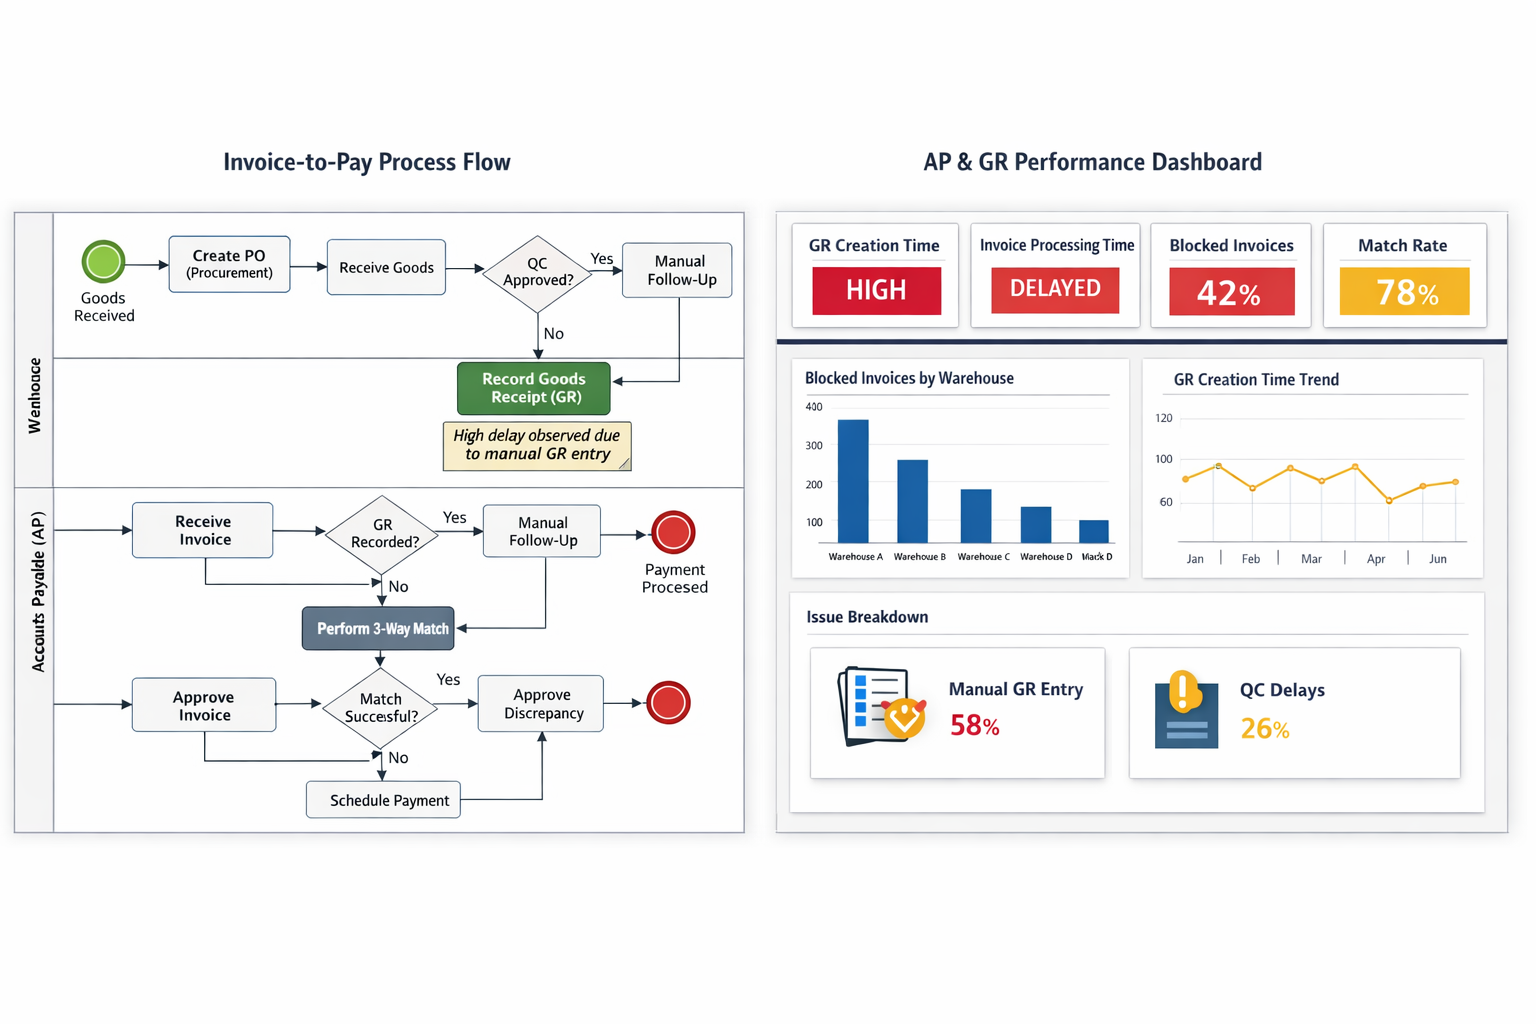 Invoice-to-Pay Process Flow
Goods
Received
Create PO
(Procurement)
Receive Goods
QC
Approved?
Yes
No
Manual
Follow-Up
Wenhoace
Record Goods
Receipt (GR)
High delay observed due
to manual GR entry
Accouts Payalde (AP)
Receive
Invoice
GR
Recorded?
Yes
No
Manual
Follow-Up
Payment
Procesed
Perform 3-Way Match
Approve
Invoice
Match
Succesful?
Yes
No
Approve
Discrepancy
Schedule Payment
AP & GR Performance Dashboard
GR Creation Time
HIGH
Invoice Processing Time
DELAYED
Blocked Invoices
42%
Match Rate
78%
Blocked Invoices by Warehouse
400
300
200
100
Warehouse A
Warehouse B
Warehouze C
Warehouse D
GR Creation Time Trend
120
100
60
Jan
Feb
Mar
Apr
Jun
Issue Breakdown
Manual GR Entry
58%
QC Delays
26%